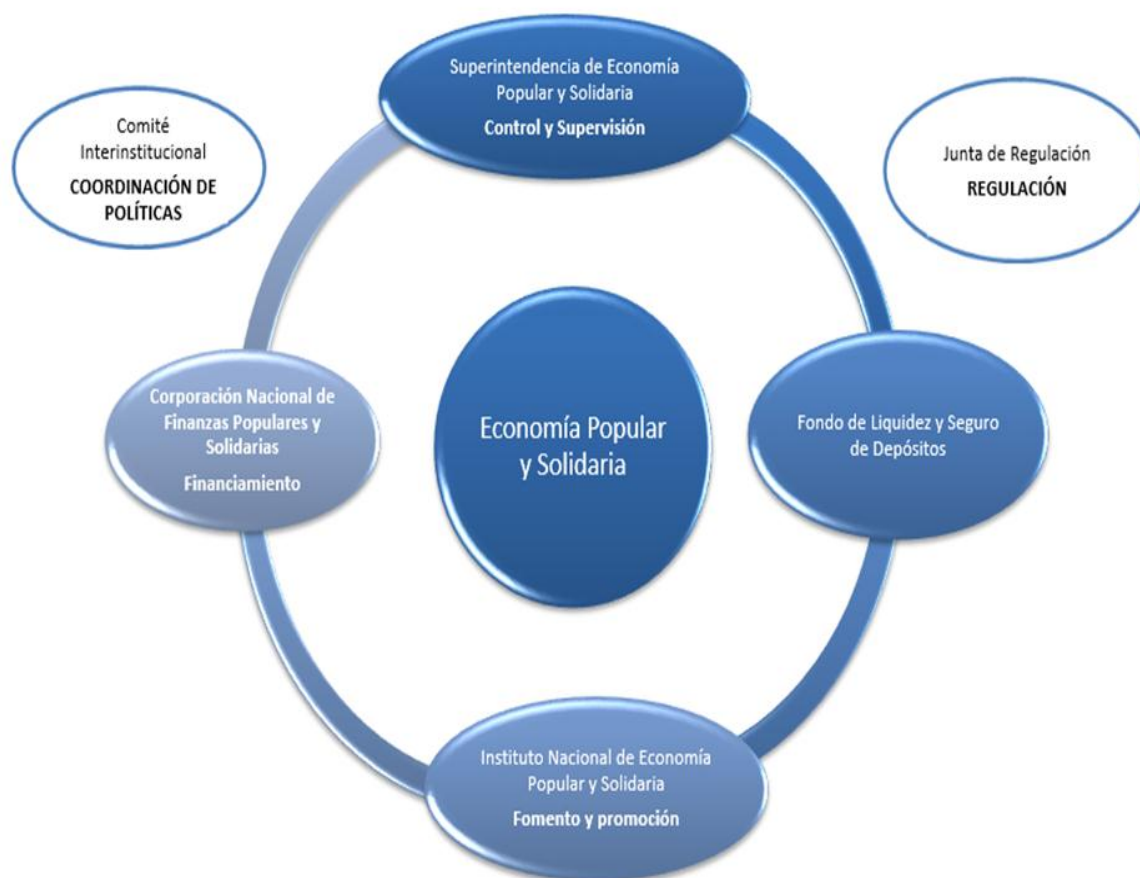 Superintendencia de Economía
Popular y Solidaria
Control y Supervisión
Comité
Interinstitucional
COORDINACIÓN DE
POLÍTICAS
Junta de Regulación
REGULACIÓN
Corporación Nacional de
Finanzas Populares y
Solidarias
Financiamiento
Economía Popular
y Solidaria
Fondo de Liquidez y Seguro
de Depósitos
Instituto Nacional de Economía
Popular y Solidaria
Fomento y promoción